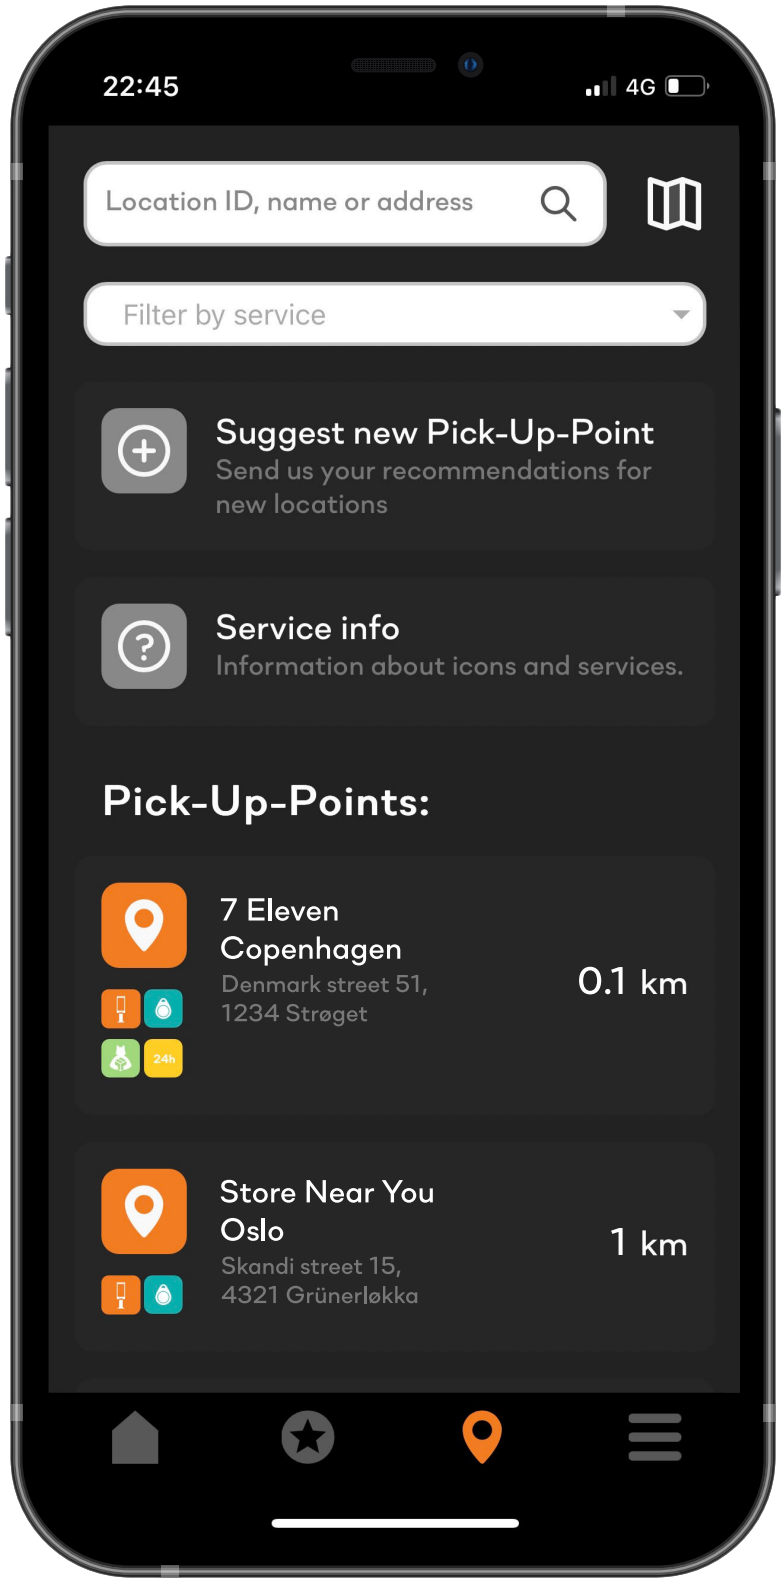 22:45
4G
Location ID, name or address
Filter by service
Suggest new Pick-Up-Point
Send us your recommendations for
new locations
Service info
Information about icons and services.
Pick-Up-Points:
7 Eleven
Copenhagen
Denmark street 51,
1234 Strøget
0.1 km
24h
Store Near You
Oslo
Skandi street 15,
4321 Grünerløkka
1 km